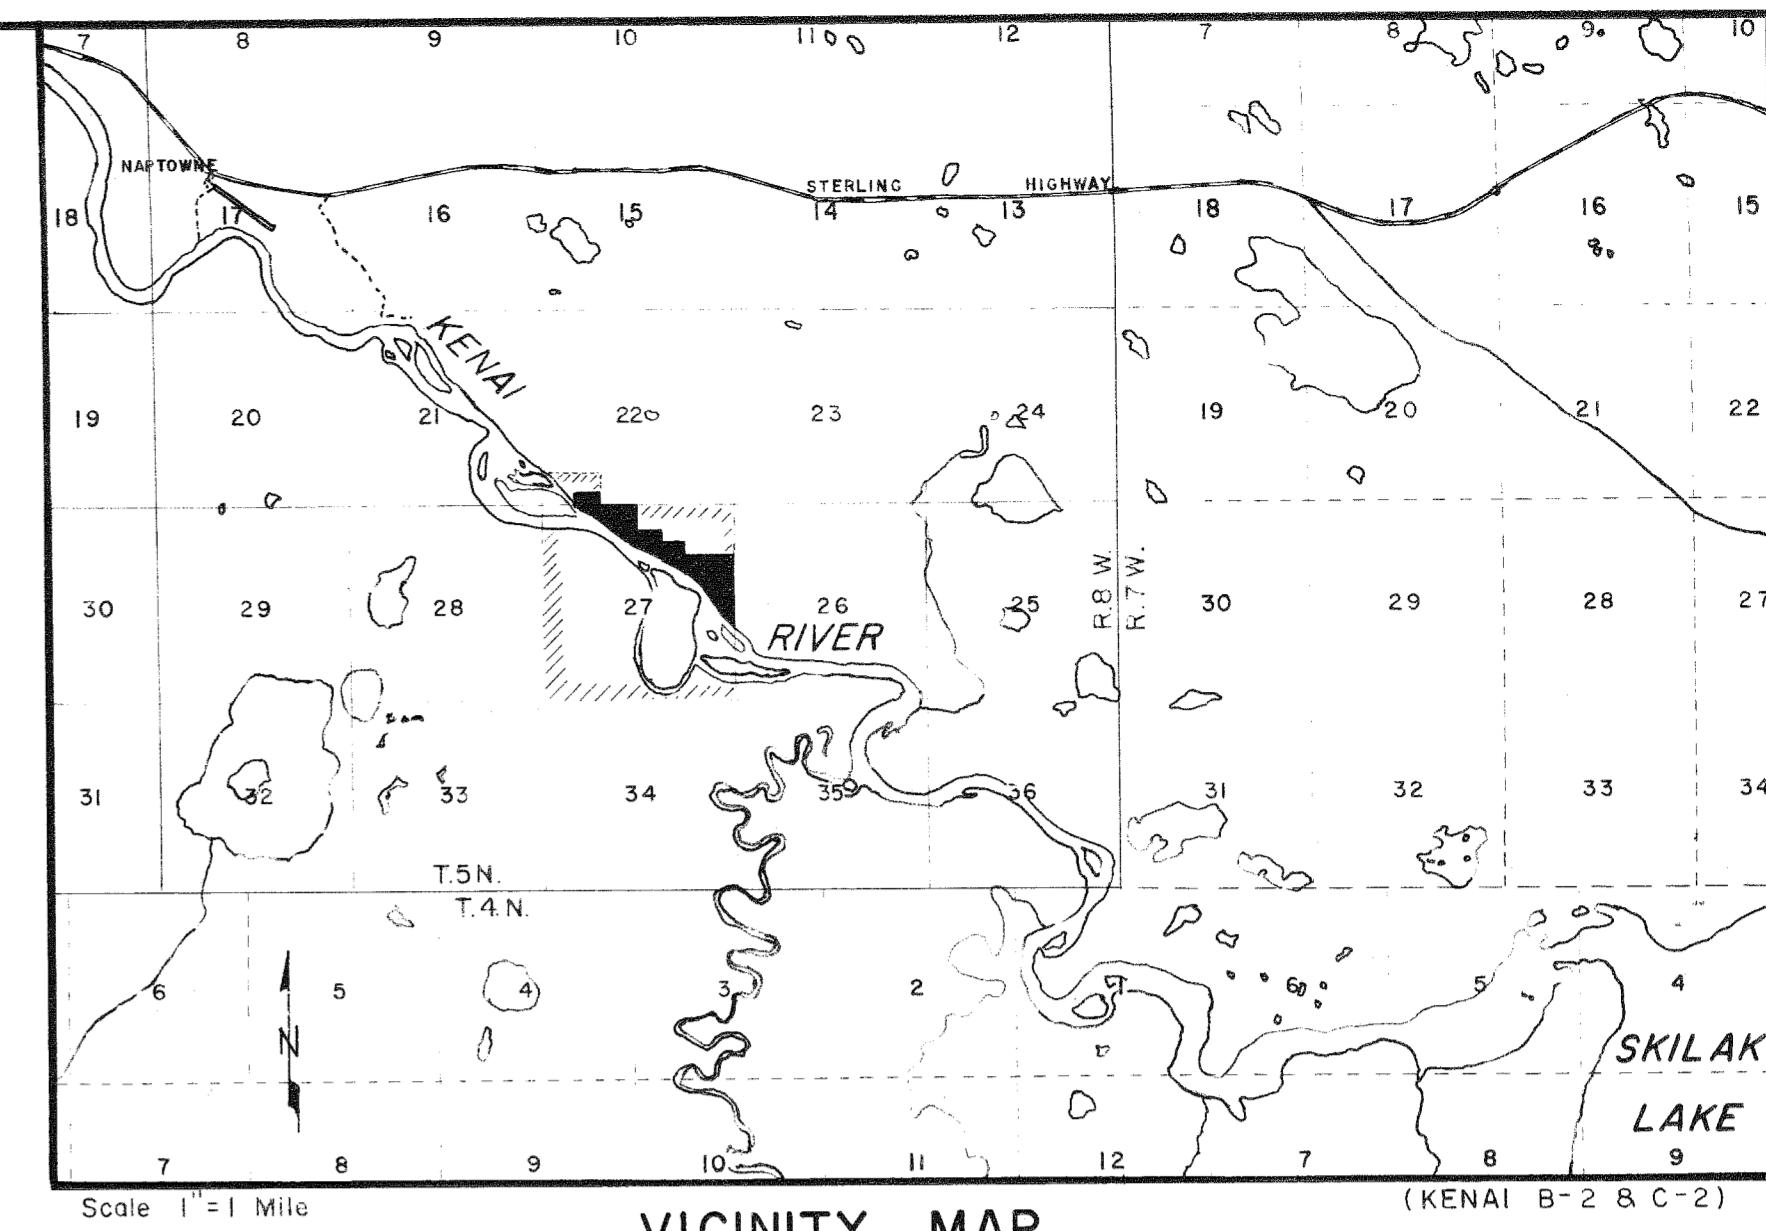 7 8 9 10 11 12 7 8 9 10
NAPTOWNE
STERLING HIGHWAY
18 17 16 15 14 13 18 17 16 15
KENAI
19 20 21 22 23 24 19 20 21 22
R.8 W.
R.7 W.
30 29 28 27 26 25 30 29 28 27
RIVER
31 32 33 34 35 36 31 32 33 34
T.5N.
T.4.N.
6 5 4 3 2 1 6 5 4
N
SKILAK
LAKE
7 8 9 10 11 12 7 8 9
Scale 1"=1 Mile
(KENAI B-2 & C-2)
VICINITY MAP